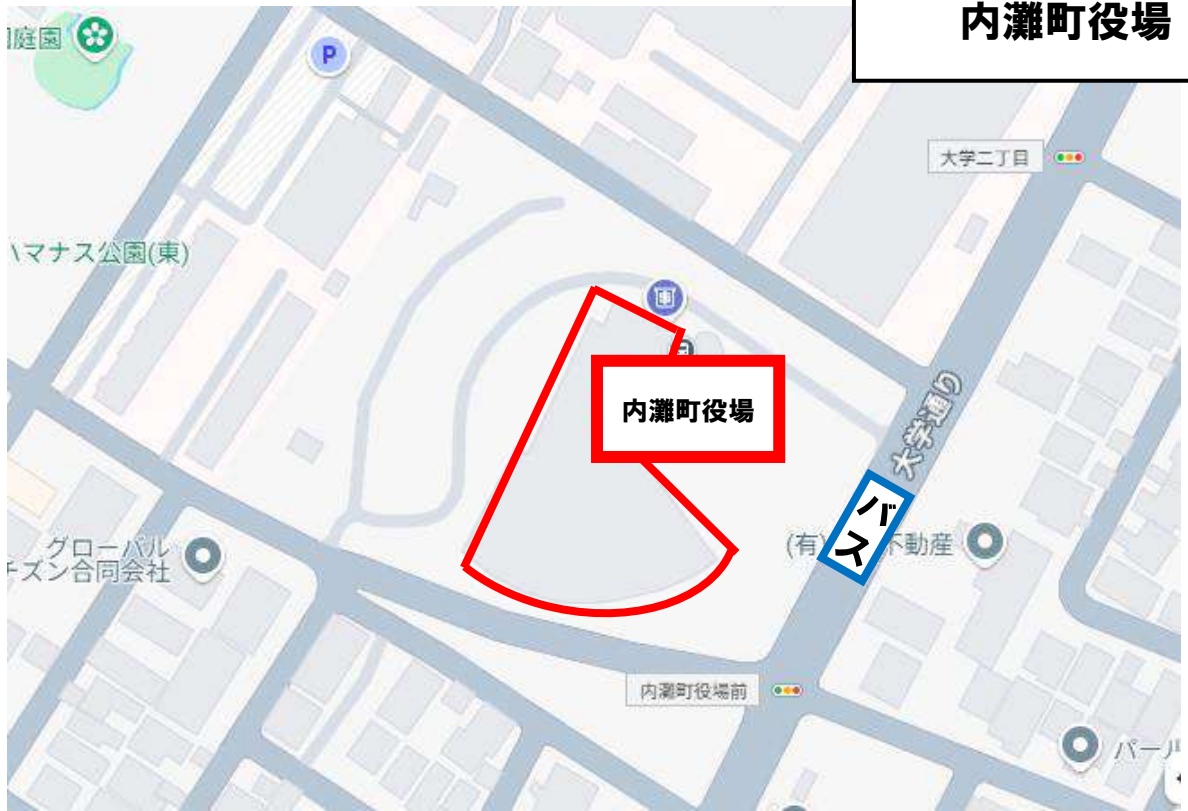 内灘町役場
庭園
P
大学二丁目
ハマナス公園(東)
大学通り
内灘町役場
バス
グローバル
チズン合同会社
(有)
不動産
内灘町役場前
パール